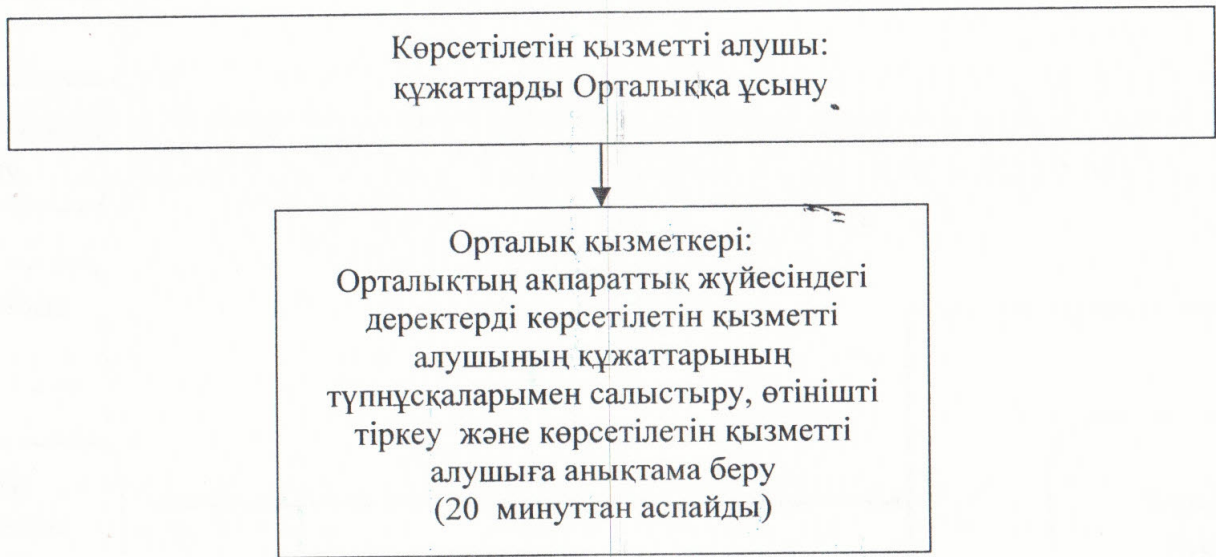 Көрсетілетін қызметті алушы:
құжаттарды Орталыққа ұсыну
Орталық қызметкері:
Орталықтың ақпараттық жүйесіндегі
деректерді көрсетілетін қызметті
алушының құжаттарының
түпнұсқаларымен салыстыру, өтінішті
тіркеу және көрсетілетін қызметті
алушыға анықтама беру
(20 минуттан аспайды)